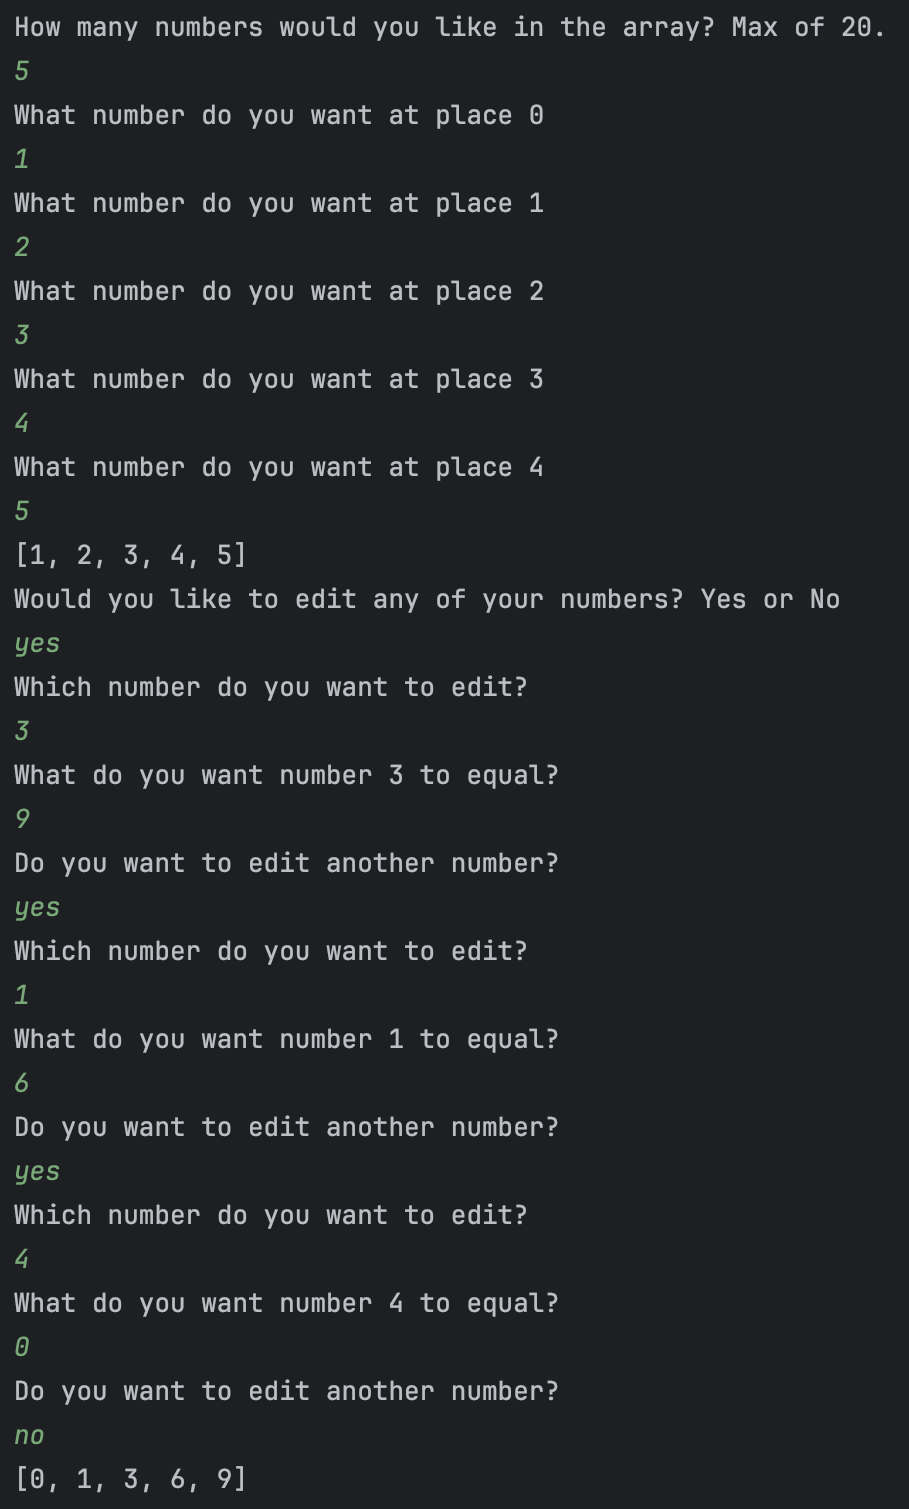 How many numbers would you like in the array? Max of 20.
5
What number do you want at place 0
1
What number do you want at place 1
2
What number do you want at place 2
3
What number do you want at place 3
4
What number do you want at place 4
5
[1, 2, 3, 4, 5]
Would you like to edit any of your numbers? Yes or No
yes
Which number do you want to edit?
3
What do you want number 3 to equal?
9
Do you want to edit another number?
yes
Which number do you want to edit?
1
What do you want number 1 to equal?
6
Do you want to edit another number?
yes
Which number do you want to edit?
4
What do you want number 4 to equal?
0
Do you want to edit another number?
no
[0, 1, 3, 6, 9]